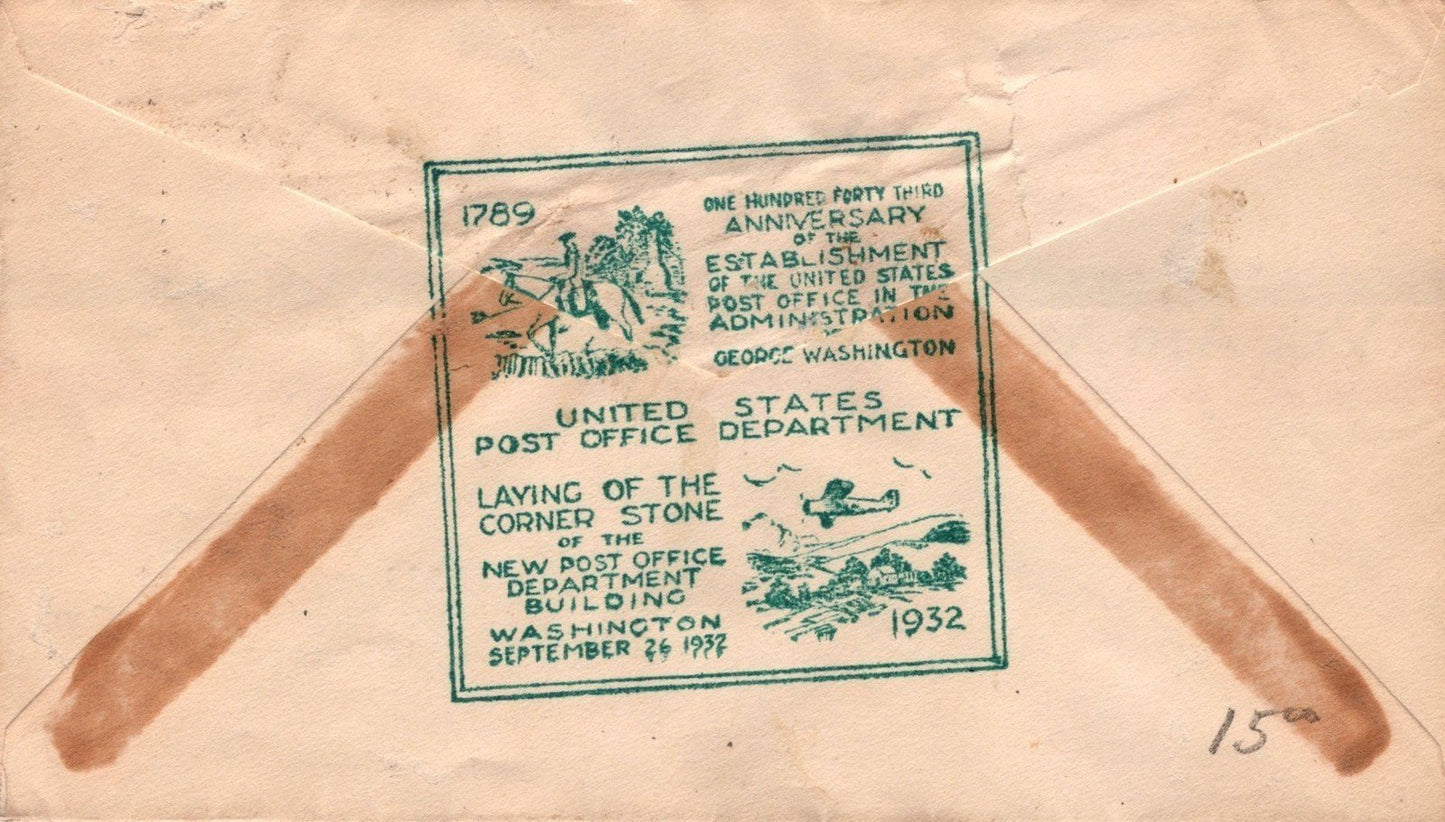 1789
ONE HUNDRED FORTY THIRD
ANNIVERSARY
OF THE
ESTABLISHMENT
OF THE UNITED STATES
POST OFFICE IN THE
ADMINISTRATION
OF
GEORGE WASHINGTON
UNITED STATES
POST OFFICE DEPARTMENT
LAYING OF THE
CORNER STONE
OF THE
NEW POST OFFICE
DEPARTMENT
BUILDING
WASHINGTON
SEPTEMBER 26 1932
1932
15⁰⁰